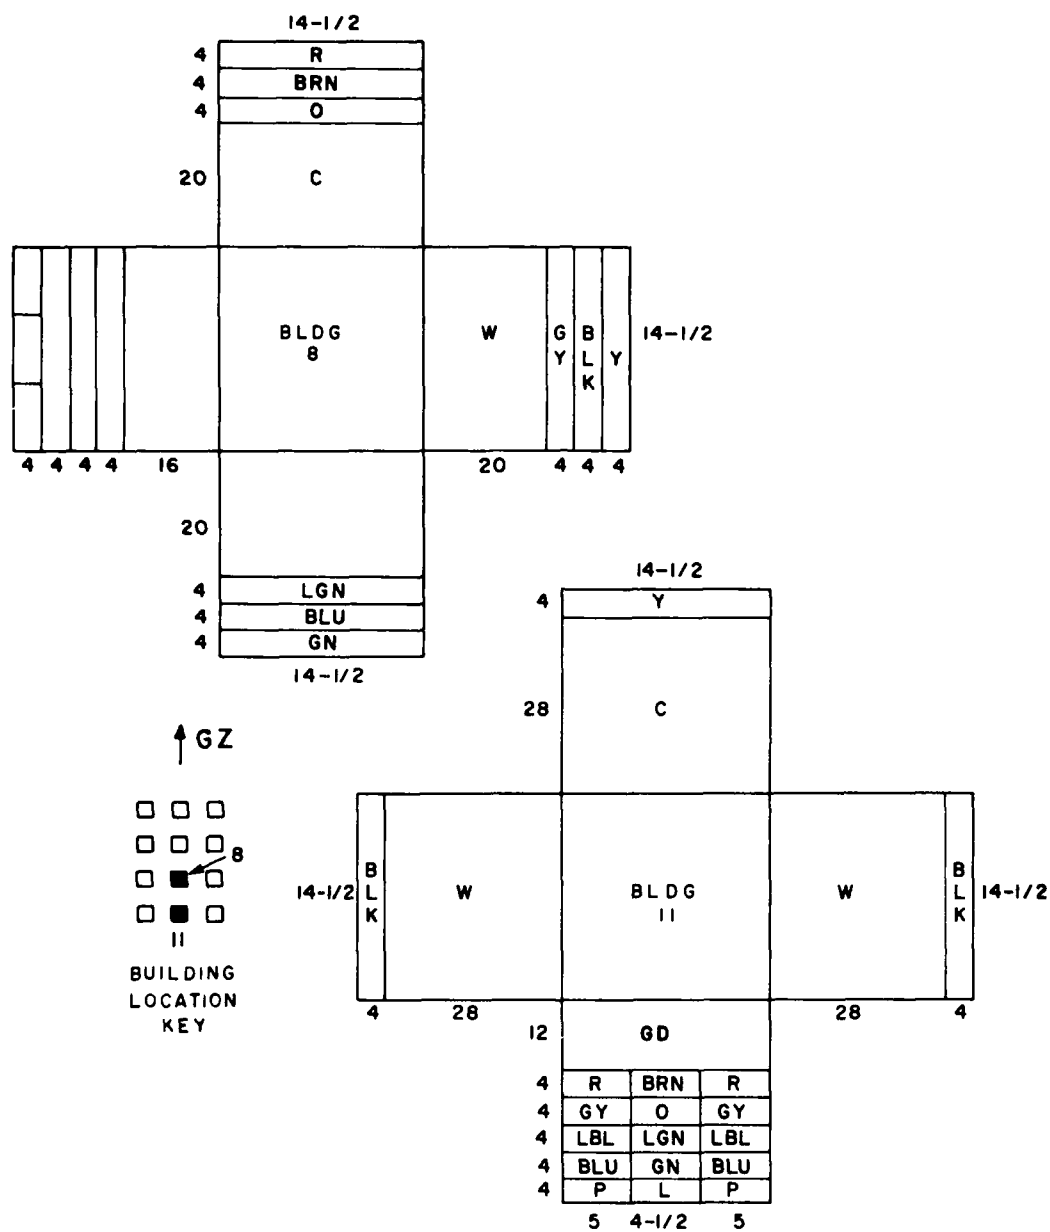 14-1/2
4 R
4 BRN
4 O
20 C
BLDG
8
W
GY
BLK
Y
14-1/2
4 4 4 4 16
20 4 4 4
20
4 LGN
4 BLU
4 GN
14-1/2
14-1/2
4 Y
28 C
GZ
8
11
BUILDING
LOCATION
KEY
14-1/2
BLK
W
BLDG
11
W
BLK
14-1/2
4 28
28 4
12 GD
4 R BRN R
4 GY O GY
4 LBL LGN LBL
4 BLU GN BLU
4 P L P
5 4-1/2 5